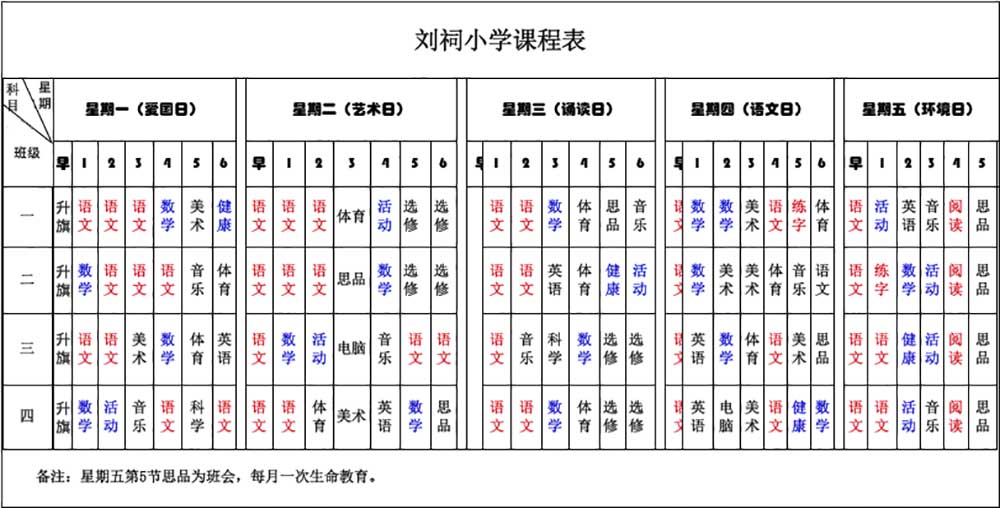 刘祠小学课程表
科目 星期 班级 星期一（爱国日） 星期二（艺术日） 星期三（诵读日） 星期四（语文日） 星期五（环境日）
早 1 2 3 4 5 6 早 1 2 3 4 5 6 早 1 2 3 4 5 6 早 1 2 3 4 5 6 早 1 2 3 4 5
一 升旗 语文 语文 语文 数学 美术 健康 语文 语文 语文 体育 活动 选修 选修 语文 语文 数学 体育 思品 音乐 语文 数学 数学 美术 语文 练字 体育 语文 活动 英语 音乐 阅读 思品
二 升旗 数学 语文 语文 语文 音乐 体育 语文 语文 语文 思品 数学 选修 选修 语文 语文 英语 语文 健康 活动 语文 数学 美术 美术 体育 音乐 语文 语文 练字 数学 活动 阅读 思品
三 升旗 语文 语文 美术 数学 体育 英语 语文 数学 活动 电脑 音乐 语文 语文 语文 音乐 科学 数学 选修 选修 语文 英语 数学 体育 语文 美术 思品 语文 语文 健康 活动 阅读 思品
四 升旗 数学 活动 音乐 语文 科学 语文 语文 语文 体育 美术 英语 数学 思品 语文 语文 数学 体育 选修 选修 语文 英语 电脑 美术 语文 健康 数学 语文 语文 活动 音乐 阅读 思品
备注：星期五第5节思品为班会，每月一次生命教育。